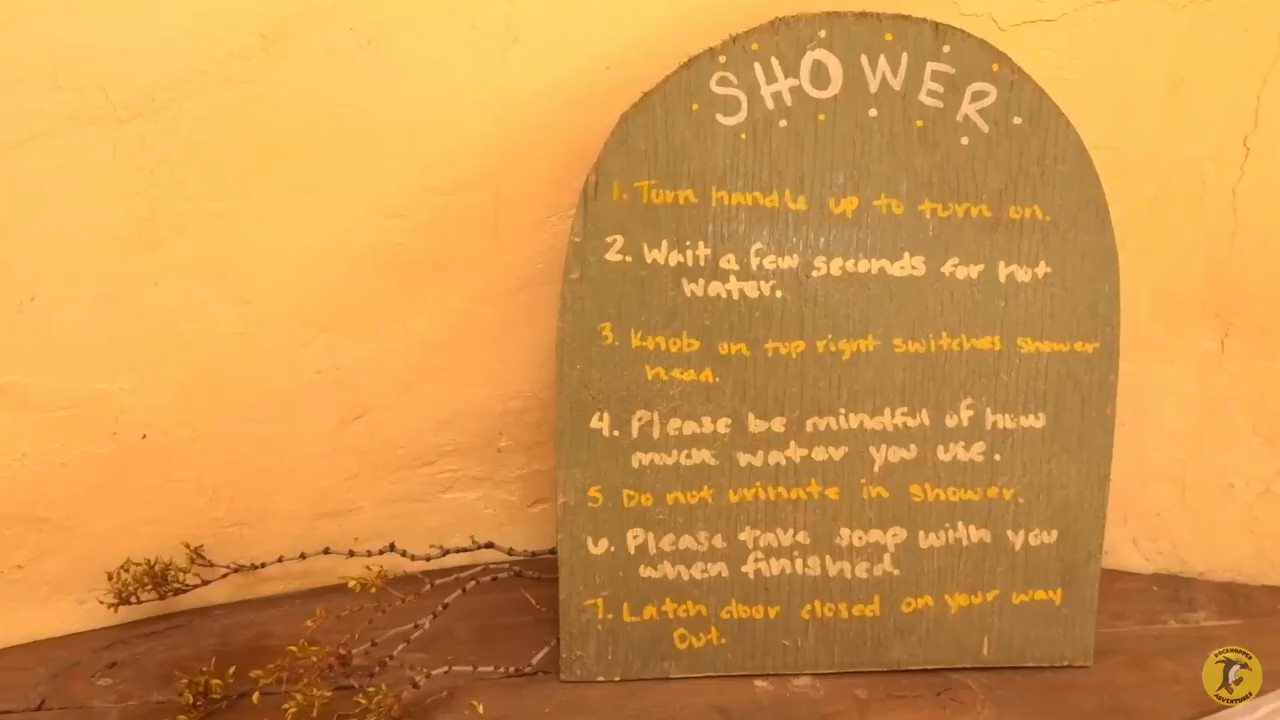 SHOWER
1. Turn handle up to turn on.
2. Wait a few seconds for hot
water.
3. Knob on top right switches shower
head.
4. Please be mindful of how
much water you use.
5 Do not urinate in shower.
6. Please take soap with you
when finished.
7. Latch door closed on your way
Out.
ROCKHOPPER
ADVENTURES